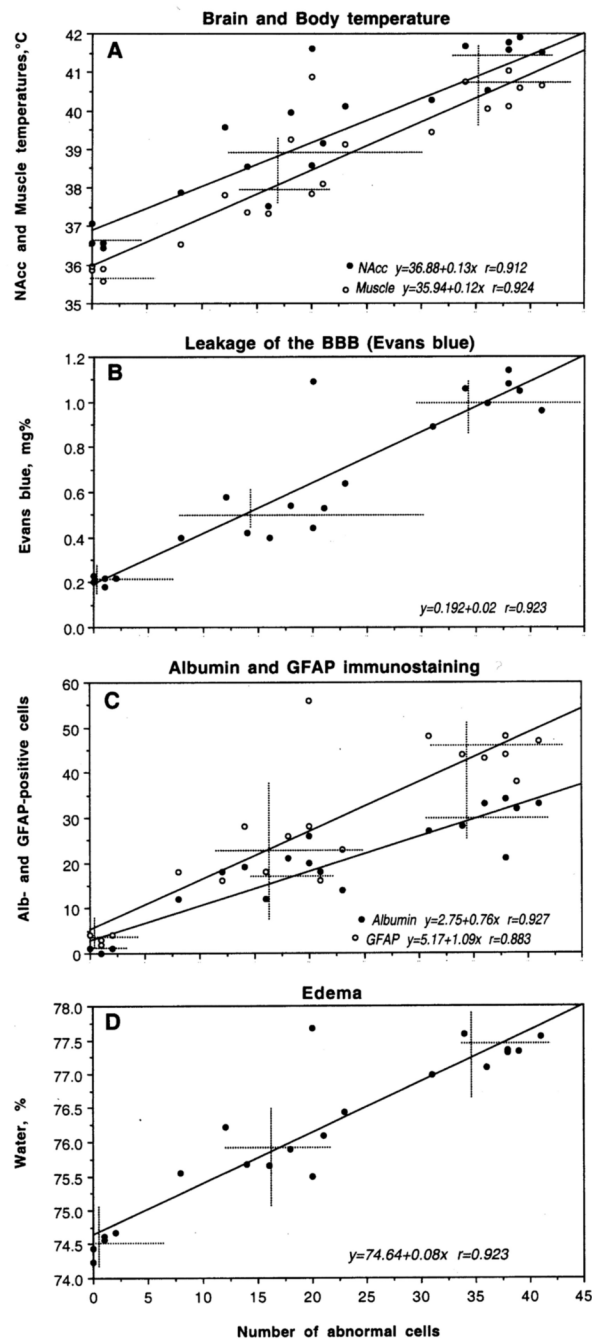 Brain and Body temperature
A
NAcc and Muscle temperatures,°C
42
41
40
39
38
37
36
35
NAcc y=36.88+0.13x r=0.912
Muscle y=35.94+0.12x r=0.924
Leakage of the BBB (Evans blue)
B
Evans blue, mg%
1.2
1.0
0.8
0.6
0.4
0.2
0.0
y=0.192+0.02 r=0.923
Albumin and GFAP immunostaining
C
Alb- and GFAP-positive cells
60
50
40
30
20
10
0
Albumin y=2.75+0.76x r=0.927
GFAP y=5.17+1.09x r=0.883
Edema
D
Water, %
78.0
77.5
77.0
76.5
76.0
75.5
75.0
74.5
74.0
y=74.64+0.08x r=0.923
0 5 10 15 20 25 30 35 40 45
Number of abnormal cells